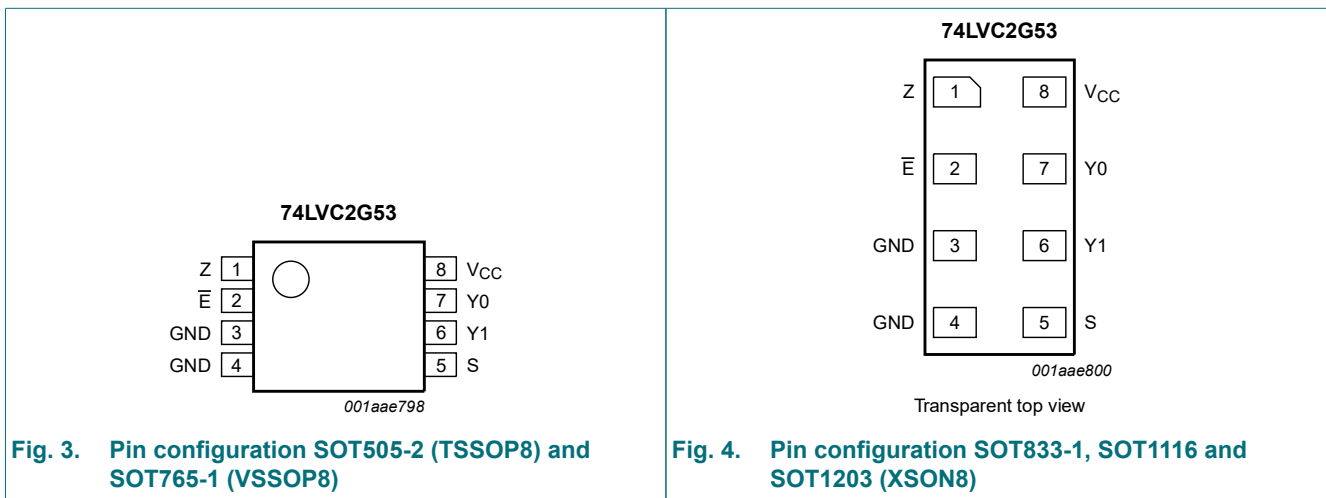 74LVC2G53
Z 1 8 VCC
E̅ 2 7 Y0
GND 3 6 Y1
GND 4 5 S
001aae798
Fig. 3. Pin configuration SOT505-2 (TSSOP8) and
SOT765-1 (VSSOP8)
74LVC2G53
Z 1 8 VCC
E̅ 2 7 Y0
GND 3 6 Y1
GND 4 5 S
001aae800
Transparent top view
Fig. 4. Pin configuration SOT833-1, SOT1116 and
SOT1203 (XSON8)